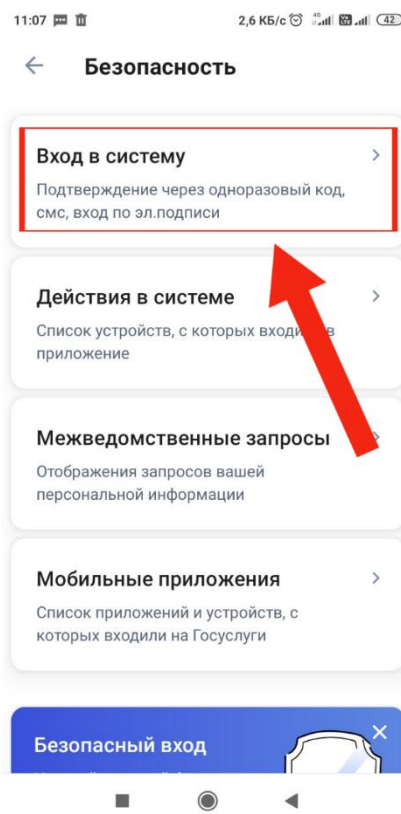 11:07 2,6 КБ/с 42
Безопасность
Вход в систему
Подтверждение через одноразовый код,
смс, вход по эл.подписи
Действия в системе
Список устройств, с которых в
приложение
Межведомственные запросы
Отображения запросов вашей
персональной информации
Мобильные приложения
Список приложений и устройств, с
которых входили на Госуслуги
Безопасный вход